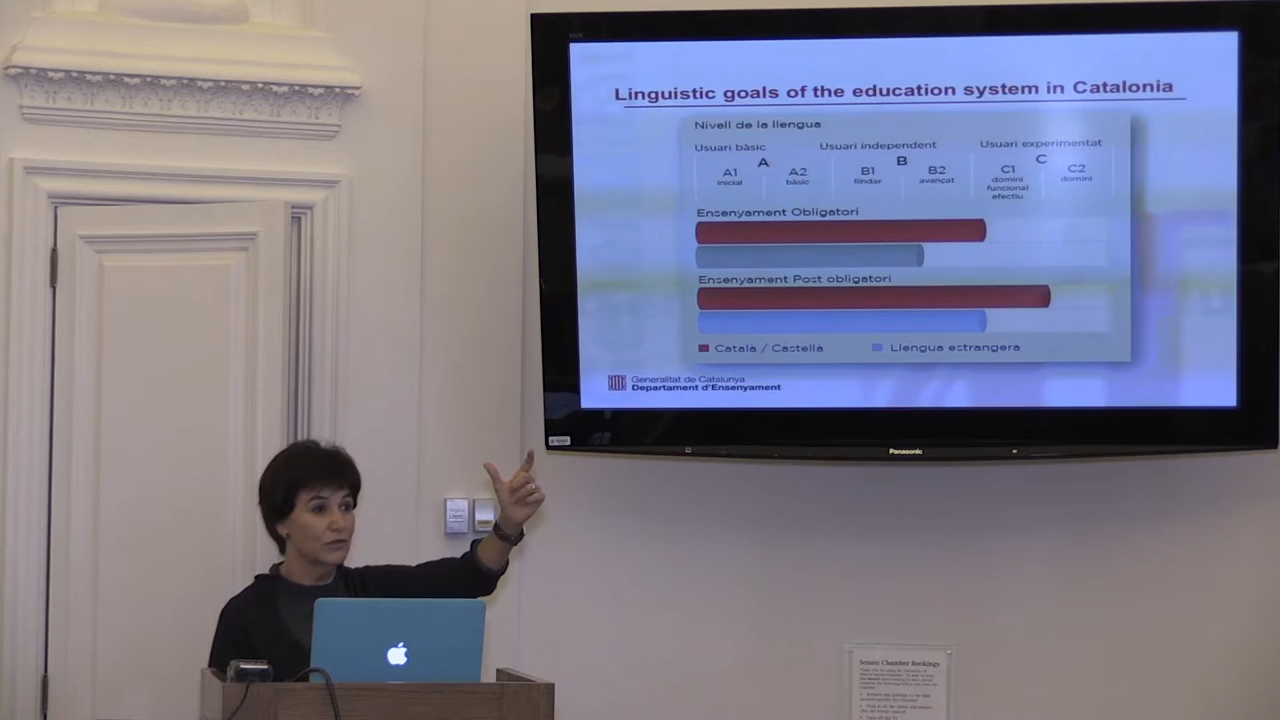 Linguistic goals of the education system in Catalonia
Nivell de la llengua
Usuari bàsic Usuari independent Usuari experimentat
A B C
A1 A2 B1 B2 C1 C2
inicial bàsic llindar avançat domini funcional efectiu domini
Ensenyament Obligatori
Ensenyament Post obligatori
Català / Castellà Llengua estrangera
Generalitat de Catalunya
Departament d'Ensenyament
Panasonic
Senate Chamber Bookings